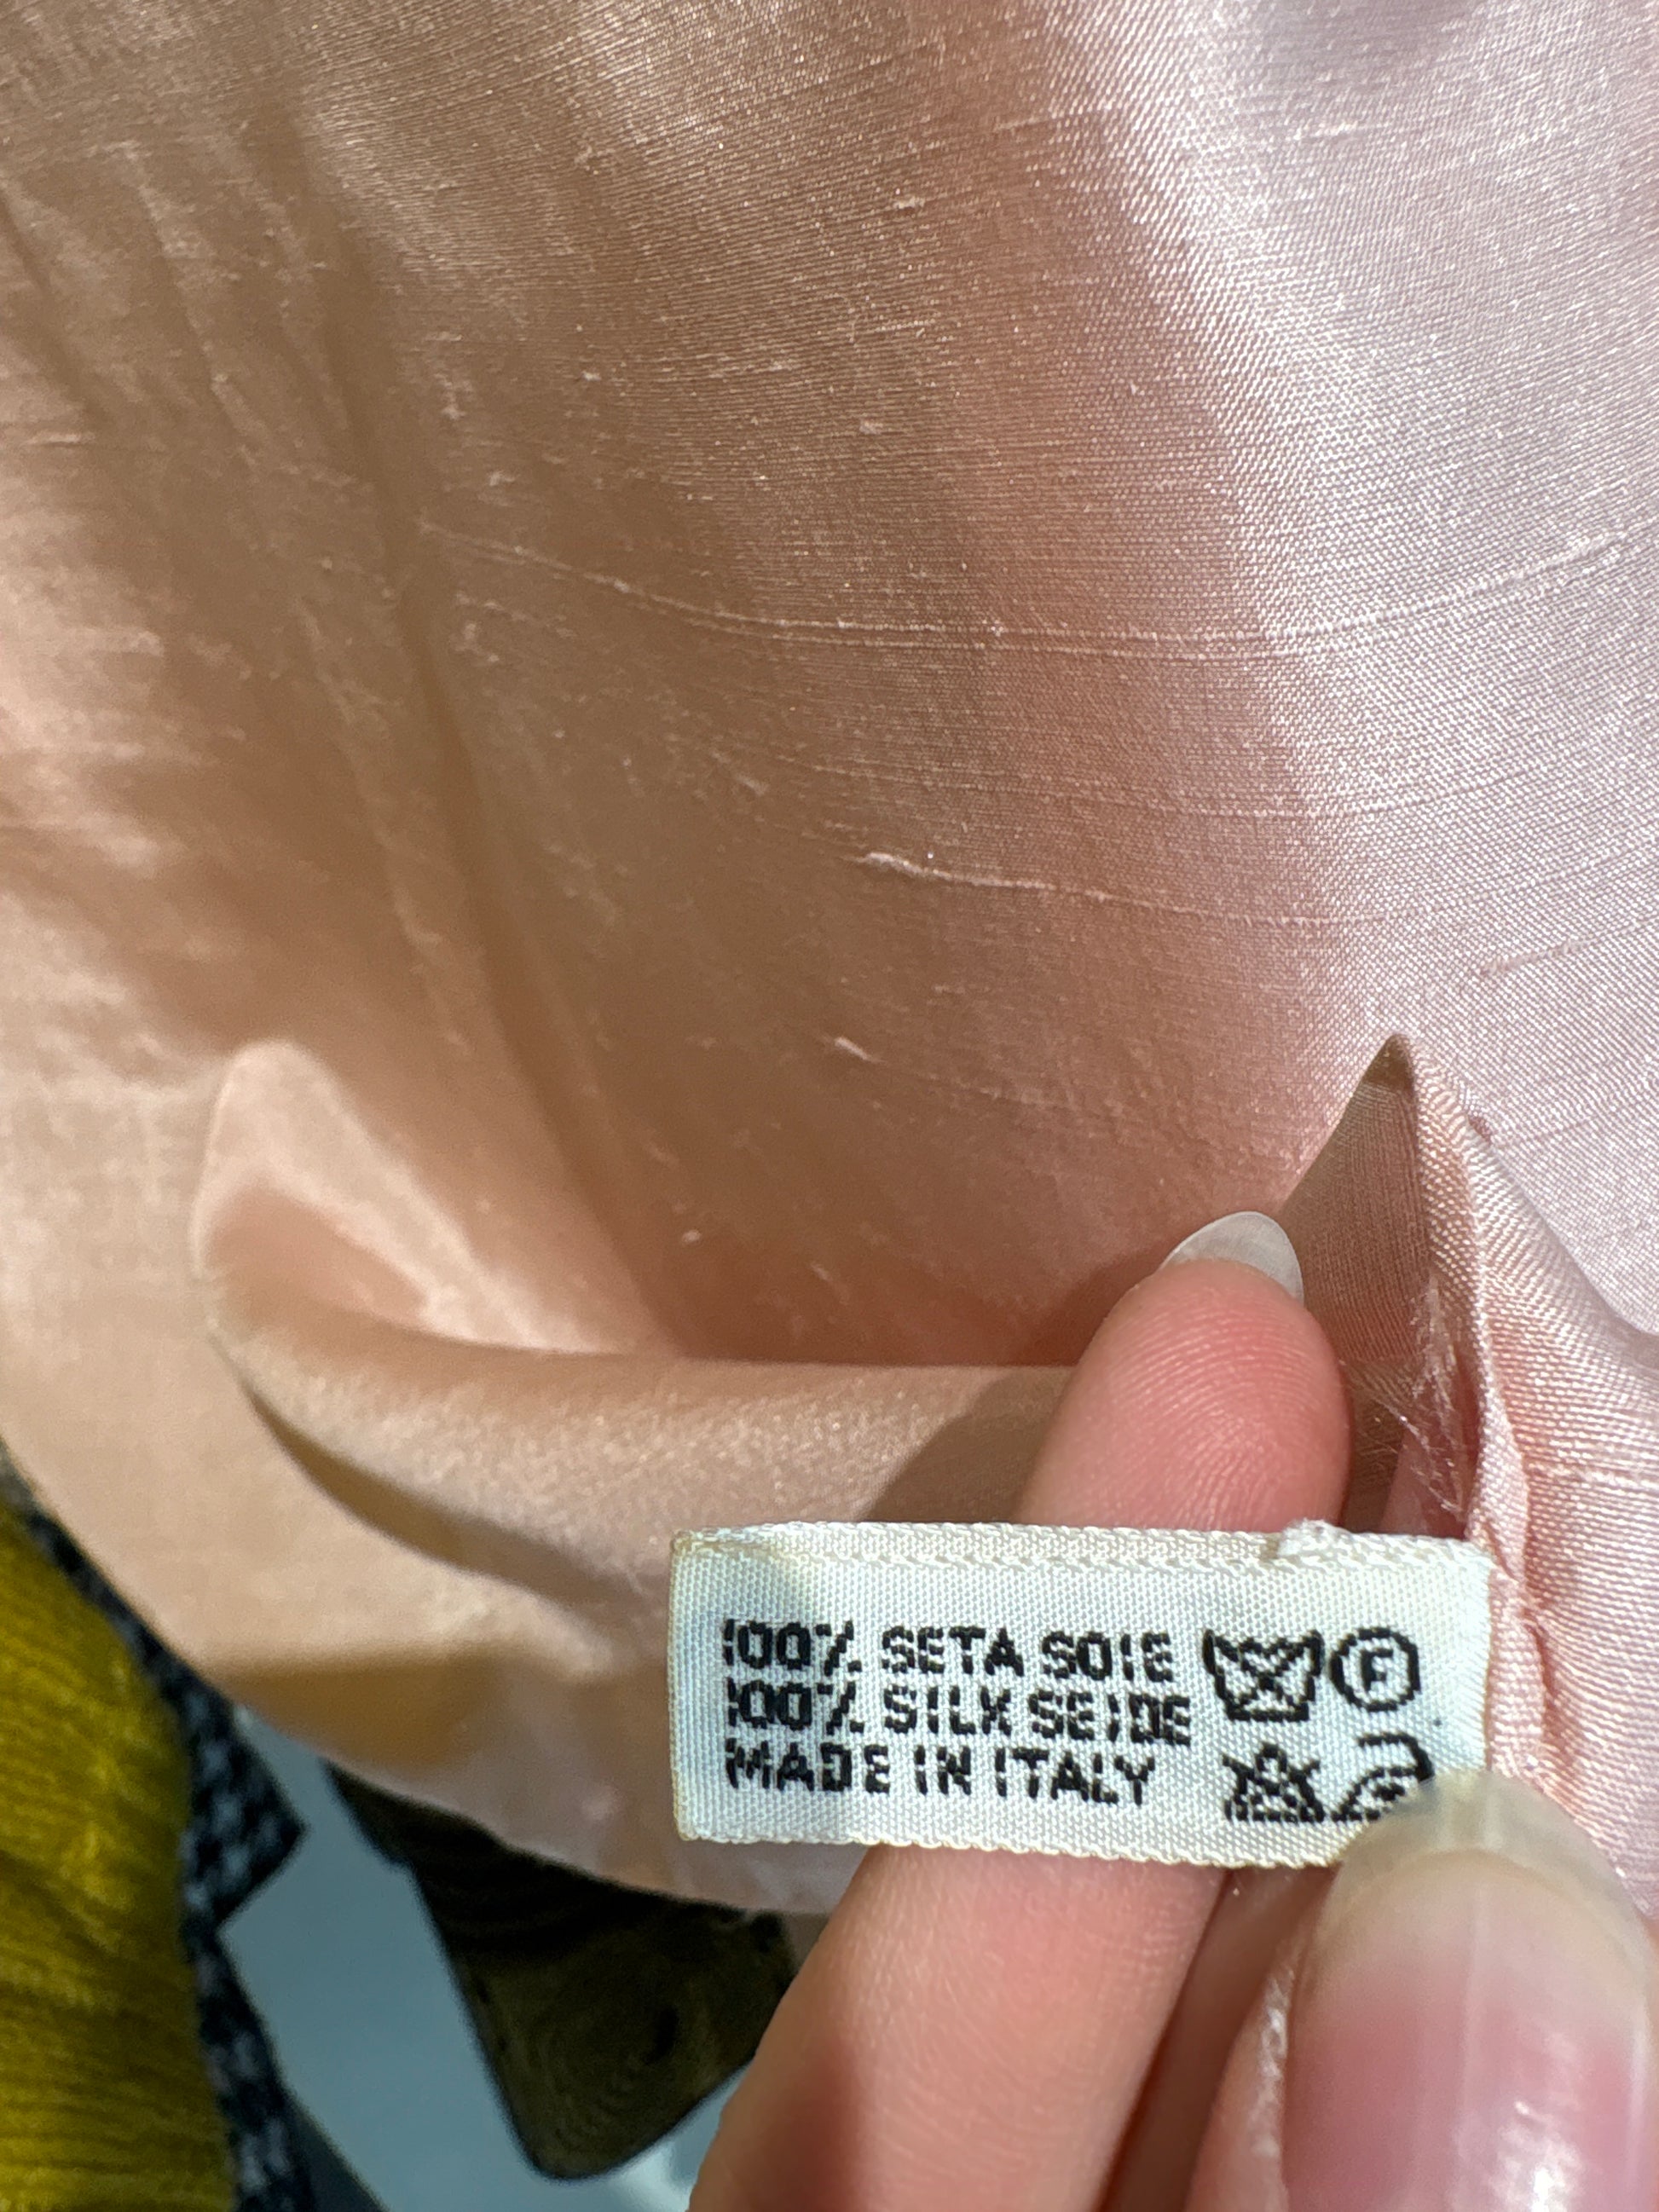 100% SETA SOIE
100% SILK SEIDE
MADE IN ITALY
F